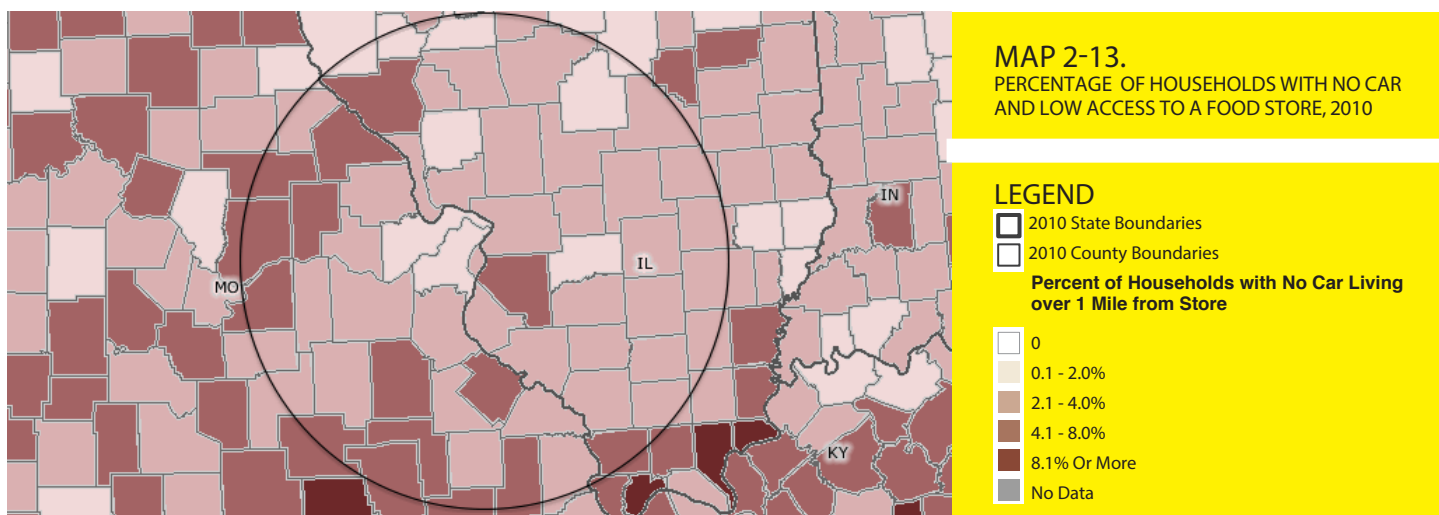 MAP 2-13.
PERCENTAGE OF HOUSEHOLDS WITH NO CAR
AND LOW ACCESS TO A FOOD STORE, 2010
LEGEND
2010 State Boundaries
2010 County Boundaries
Percent of Households with No Car Living
over 1 Mile from Store
0
0.1 - 2.0%
2.1 - 4.0%
4.1 - 8.0%
8.1% Or More
No Data
IN
IL
MO
KY